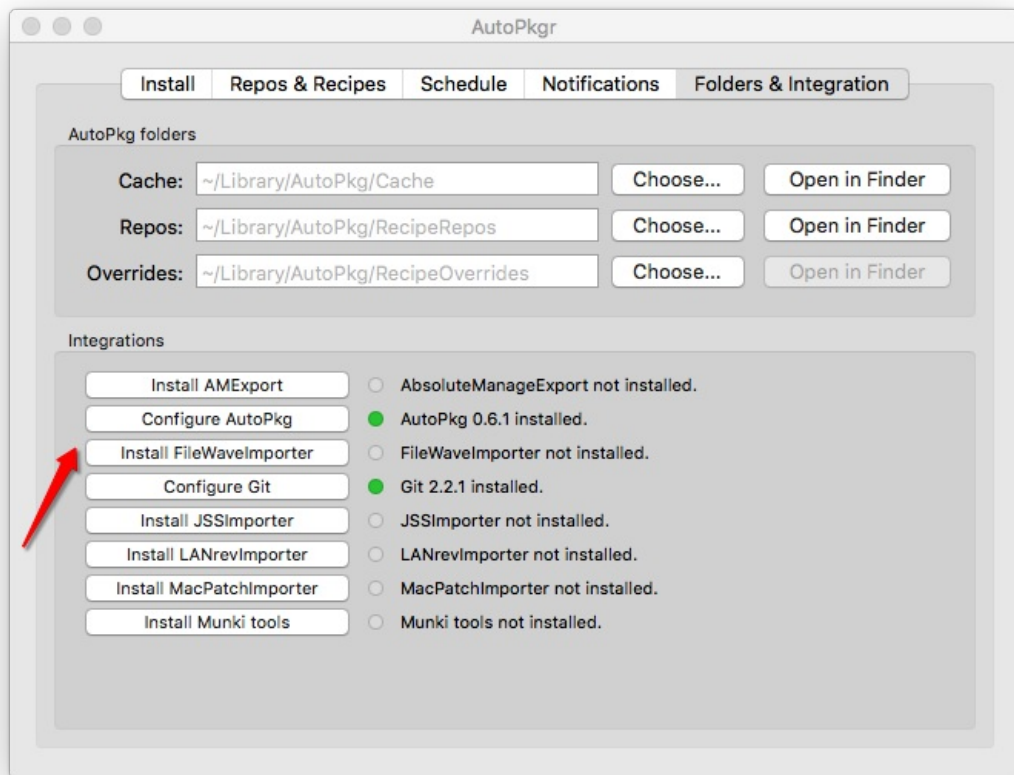 AutoPkgr
Install Repos & Recipes Schedule Notifications Folders & Integration
AutoPkg folders
Cache: ~/Library/AutoPkg/Cache Choose... Open in Finder
Repos: ~/Library/AutoPkg/RecipeRepos Choose... Open in Finder
Overrides: ~/Library/AutoPkg/RecipeOverrides Choose... Open in Finder
Integrations
Install AMExport AbsoluteManageExport not installed.
Configure AutoPkg AutoPkg 0.6.1 installed.
Install FileWaveImporter FileWaveImporter not installed.
Configure Git Git 2.2.1 installed.
Install JSSImporter JSSImporter not installed.
Install LANrevImporter LANrevImporter not installed.
Install MacPatchImporter MacPatchImporter not installed.
Install Munki tools Munki tools not installed.